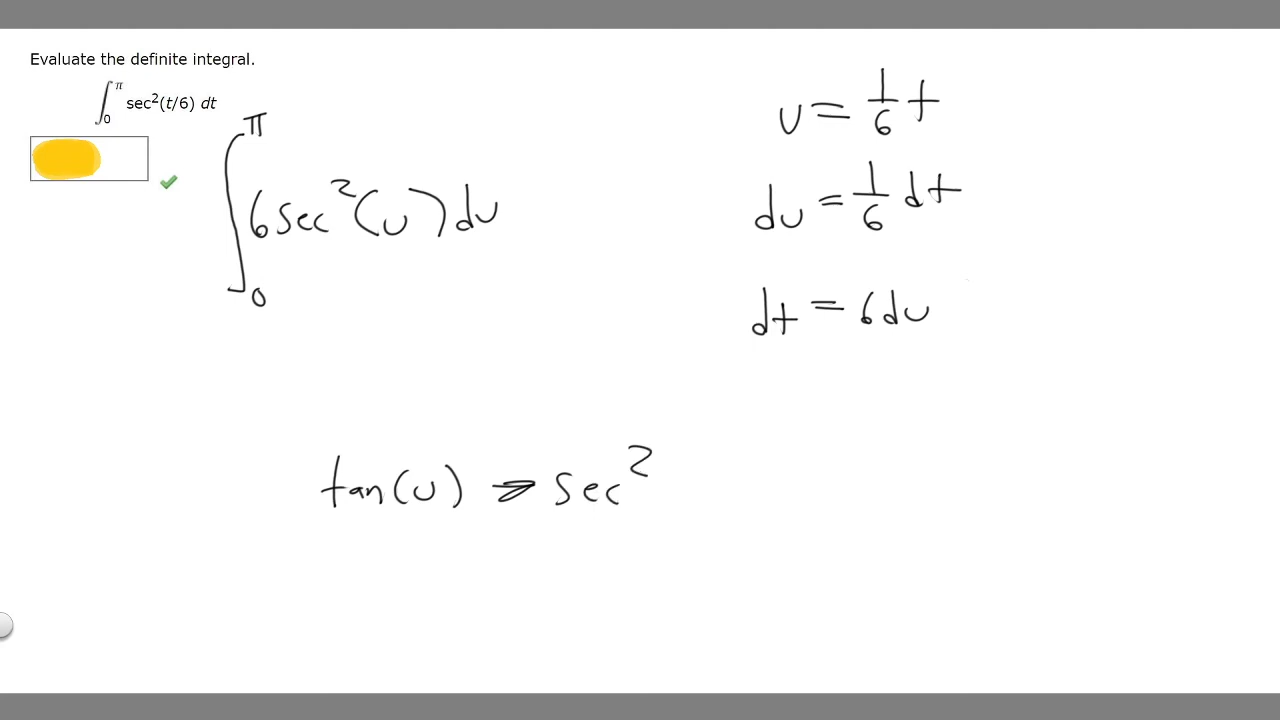 Evaluate the definite integral.
∫₀^π sec²(t/6) dt
∫₀^π 6sec²(u)du
u = 1/6 t
du = 1/6 dt
dt = 6du
tan(u) → sec²